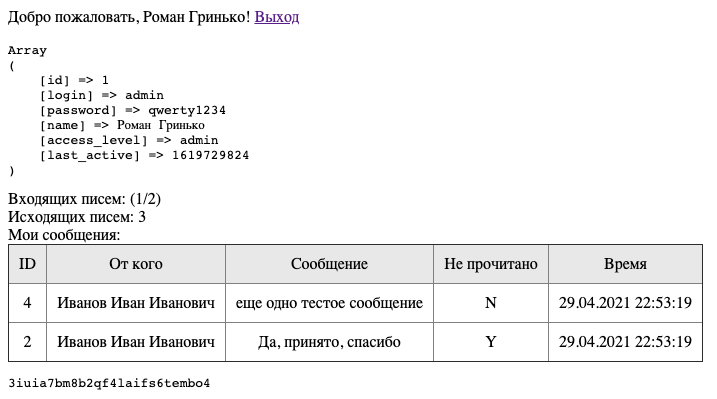 Добро пожаловать, Роман Гринько! Выход
Array
(
[id] => 1
[login] => admin
[password] => qwerty1234
[name] => Роман Гринько
[access_level] => admin
[last_active] => 1619729824
)
Входящих писем: (1/2)
Исходящих писем: 3
Мои сообщения:
ID От кого Сообщение Не прочитано Время
4 Иванов Иван Иванович еще одно тестое сообщение N 29.04.2021 22:53:19
2 Иванов Иван Иванович Да, принято, спасибо Y 29.04.2021 22:53:19
3iuia7bm8b2qf4laifs6tembo4